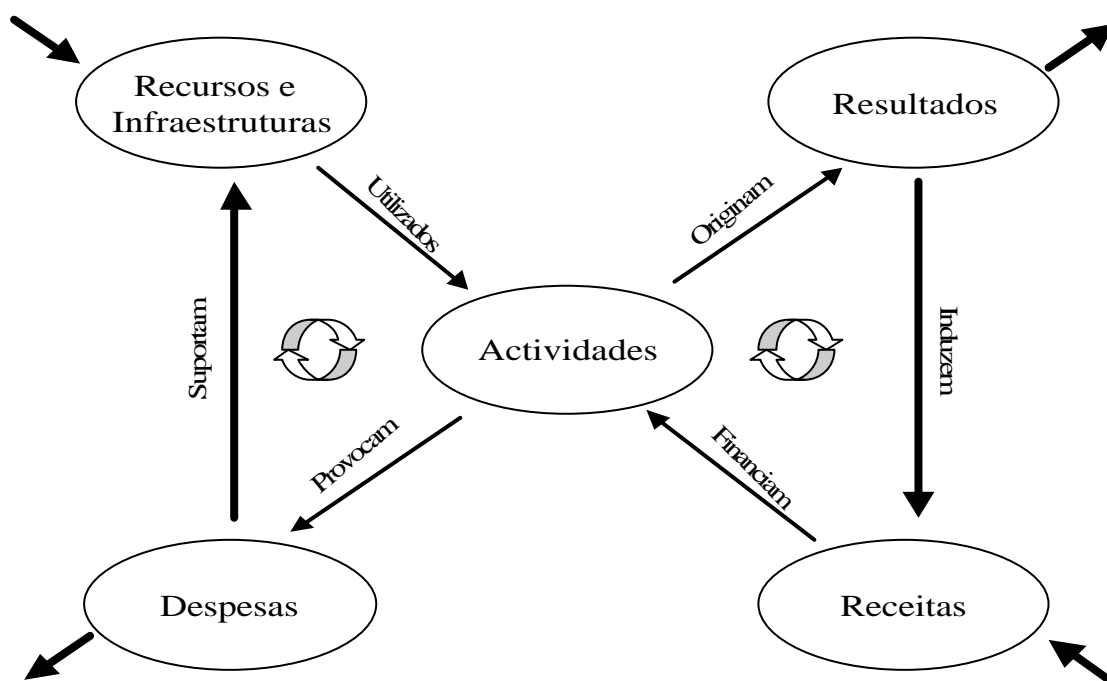 Recursos e
Infraestruturas
Resultados
Utilizados
Originam
Suportam
Actividades
Induzem
Provocam
Financiam
Despesas
Receitas